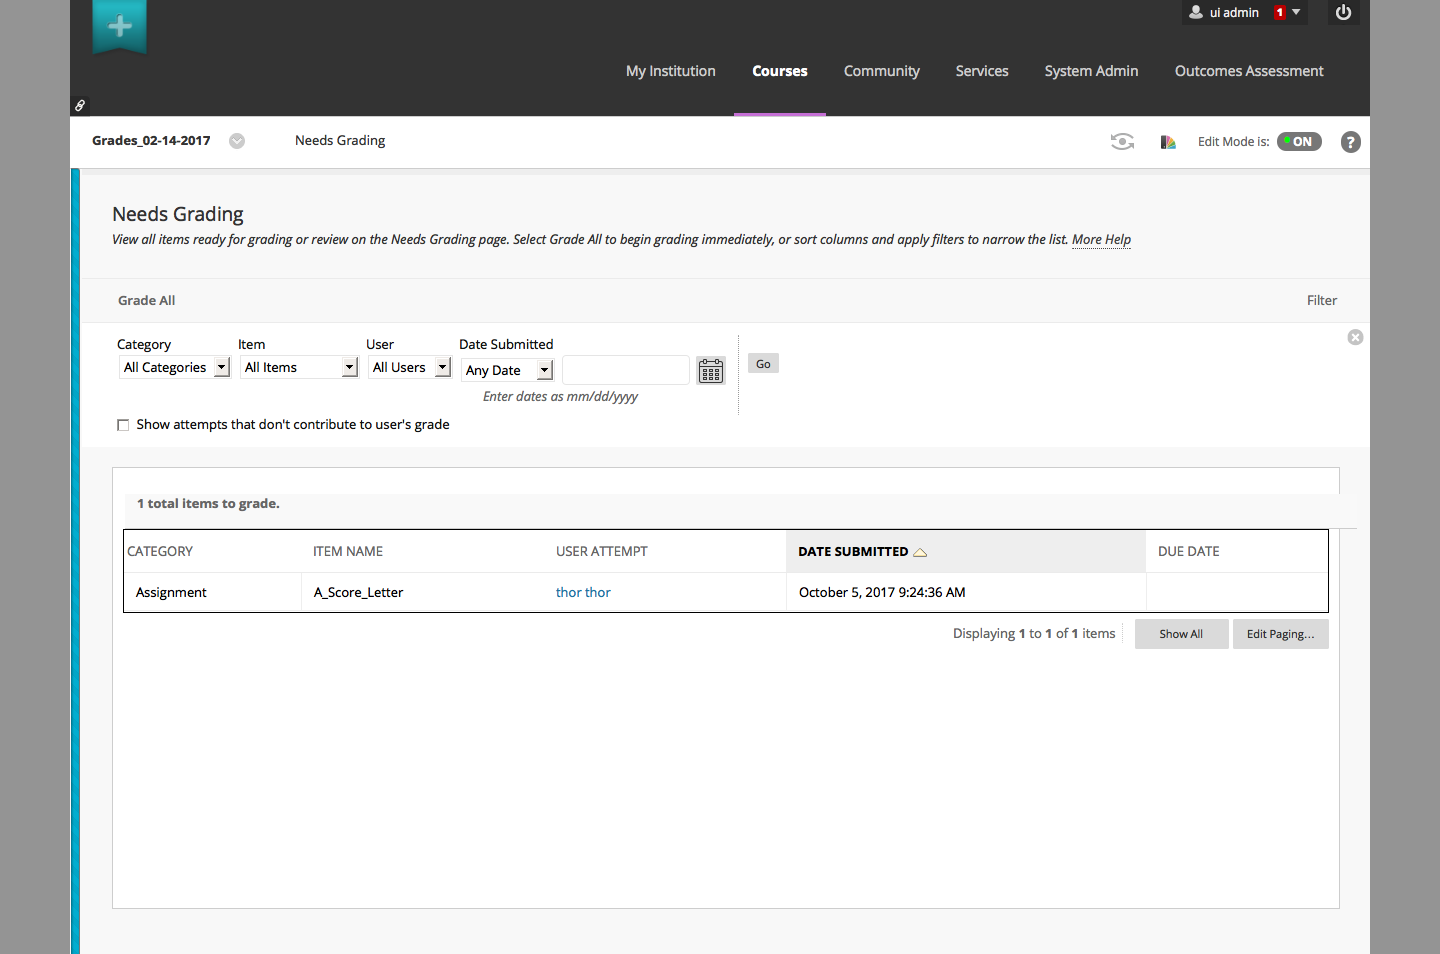 ui admin 1
My Institution Courses Community Services System Admin Outcomes Assessment
Grades_02-14-2017 Needs Grading Edit Mode is: ON ?
Needs Grading
View all items ready for grading or review on the Needs Grading page. Select Grade All to begin grading immediately, or sort columns and apply filters to narrow the list. More Help
Grade All Filter
Category Item User Date Submitted
All Categories All Items All Users Any Date Go
Enter dates as mm/dd/yyyy
Show attempts that don't contribute to user's grade
1 total items to grade.
CATEGORY ITEM NAME USER ATTEMPT DATE SUBMITTED DUE DATE
Assignment A_Score_Letter thor thor October 5, 2017 9:24:36 AM
Displaying 1 to 1 of 1 items Show All Edit Paging...